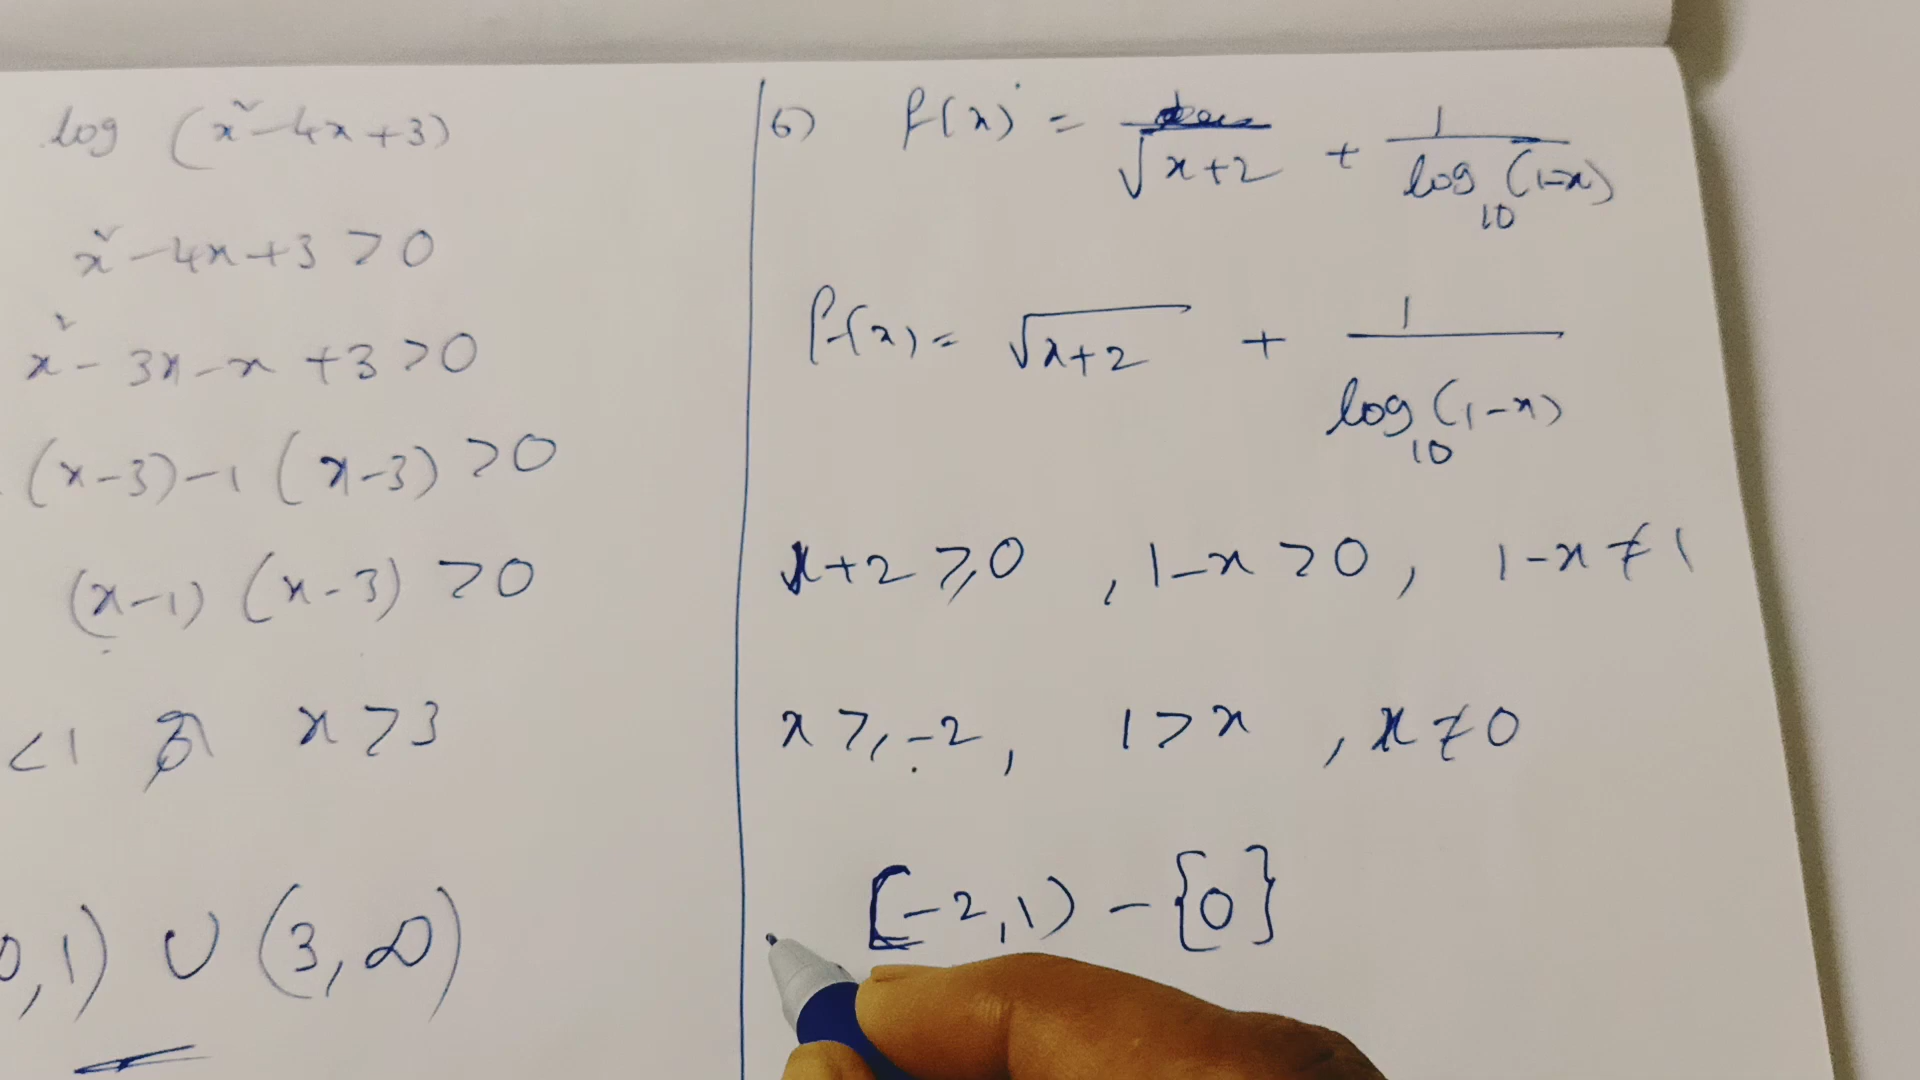 log (x² - 4x + 3)
x² - 4x + 3 > 0
x² - 3x - x + 3 > 0
(x - 3) - 1 (x - 3) > 0
(x - 1) (x - 3) > 0
< 1 or x > 3
, 1) ∪ (3, ∞)
6) f(x) = √x+2 + 1/log₁₀(1-x)
f(x) = √x+2 + 1/log₁₀(1-x)
x + 2 ≥ 0 , 1 - x > 0 , 1 - x ≠ 1
x ≥ -2 , 1 > x , x ≠ 0
[-2, 1) - {0}